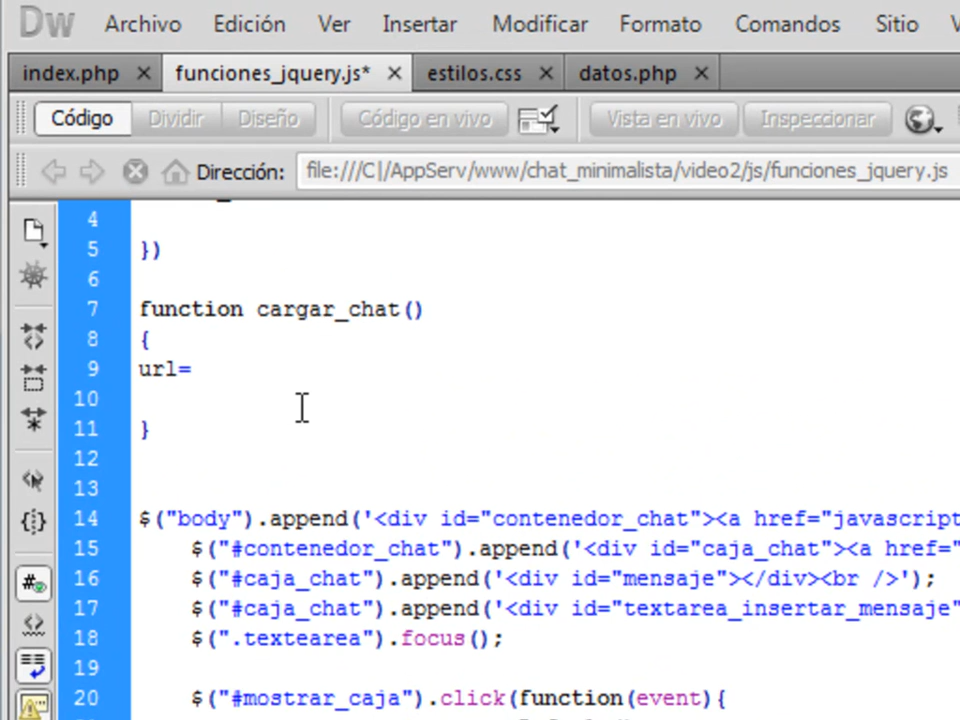 Dw Archivo Edición Ver Insertar Modificar Formato Comandos Sitio
index.php funciones_jquery.js* estilos.css datos.php
Código Dividir Diseño Código en vivo Vista en vivo Inspeccionar
Dirección: file:///C|/AppServ/www/chat_minimalista/video2/js/funciones_jquery.js
4
5 })
6
7 function cargar_chat()
8 {
9 url=
10
11 }
12
13
14 $("body").append('<div id="contenedor_chat"><a href="javascript
15 $("#contenedor_chat").append('<div id="caja_chat"><a href="
16 $("#caja_chat").append('<div id="mensaje"></div><br />');
17 $("#caja_chat").append('<div id="textarea_insertar_mensaje"
18 $(".textearea").focus();
19
20 $("#mostrar_caja").click(function(event){